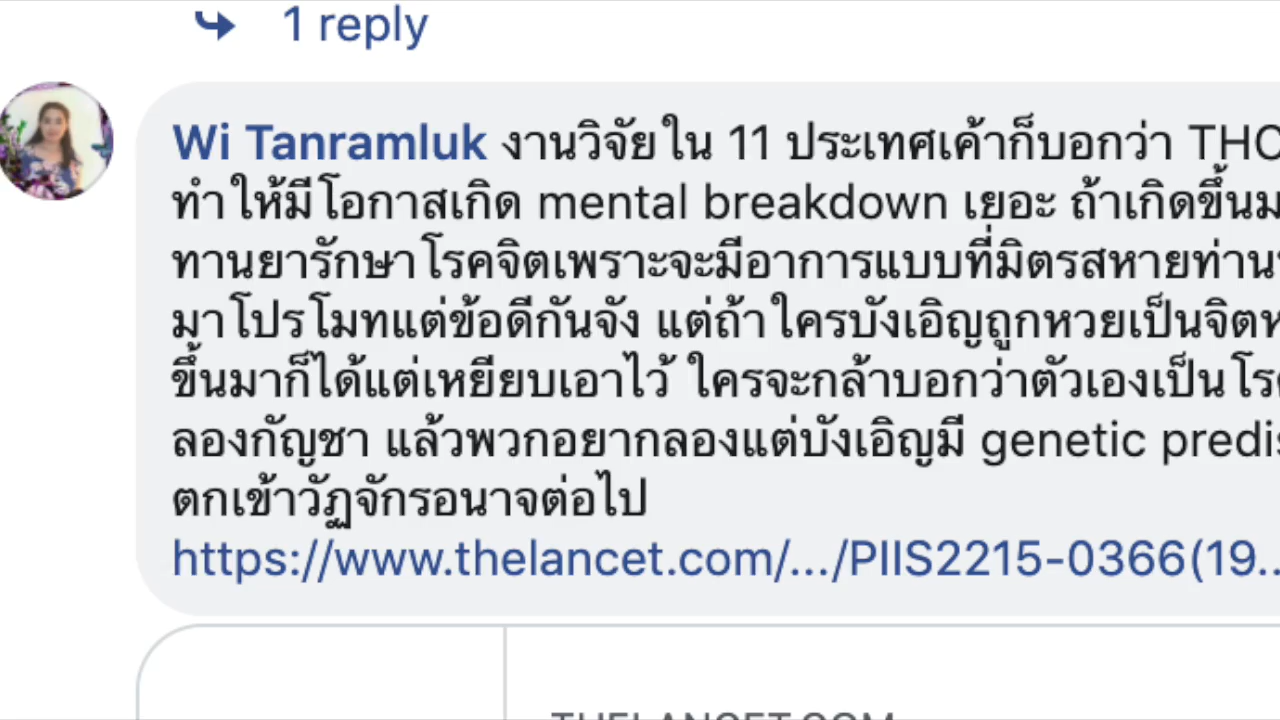 1 reply
Wi Tanramluk งานวิจัยใน 11 ประเทศเค้าก็บอกว่า THC
ทำให้มีโอกาสเกิด mental breakdown เยอะ ถ้าเกิดขึ้นม
ทานยารักษาโรคจิตเพราะจะมีอาการแบบที่มิตรสหายท่าน
มาโปรโมทแต่ข้อดีกันจัง แต่ถ้าใครบังเอิญถูกหวยเป็นจิตห
ขึ้นมาก็ได้แต่เหยียบเอาไว้ ใครจะกล้าบอกว่าตัวเองเป็นโร
ลองกัญชา แล้วพวกอยากลองแต่บังเอิญมี genetic predis
ตกเข้าวัฏจักรอนาจต่อไป
https://www.thelancet.com/.../PIIS2215-0366(19...
THELANCET.COM